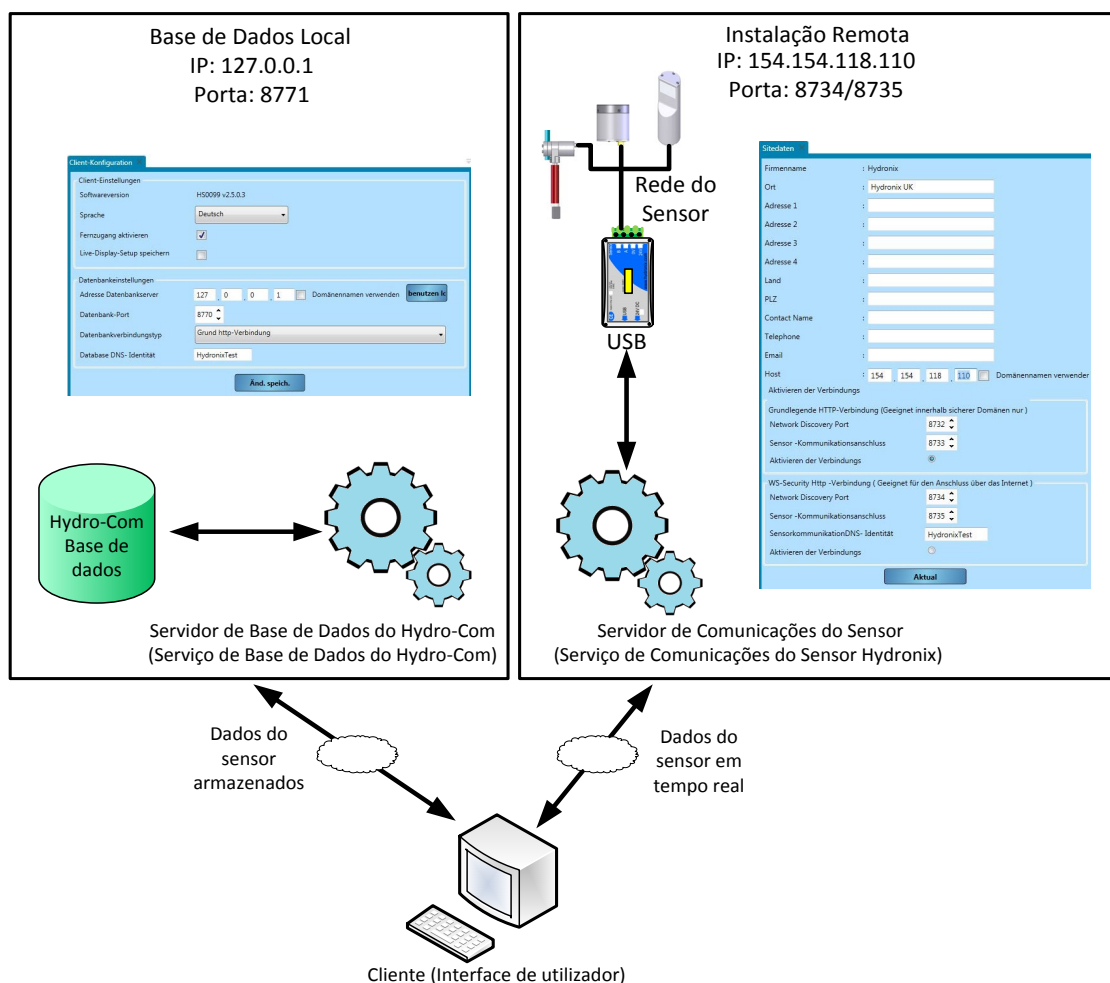 Base de Dados Local
IP: 127.0.0.1
Porta: 8771
Client-Konfiguration
Client-Einstellungen
Softwareversion HS0099 v2.5.0.3
Sprache Deutsch
Fernzugang aktivieren
Live-Display-Setup speichern
Datenbankeinstellungen
Adresse Datenbankserver 127 . 0 . 0 . 1 Domänennamen verwenden benutzen k
Datenbank-Port 8770
Datenbankverbindungstyp Grund http-Verbindung
Database DNS- Identität HydronixTest
Änd. speich.
Hydro-Com
Base de
dados
Servidor de Base de Dados do Hydro-Com
(Serviço de Base de Dados do Hydro-Com)
Instalação Remota
IP: 154.154.118.110
Porta: 8734/8735
Rede do
Sensor
USB
Sitedaten
Firmenname : Hydronix
Ort : Hydronix UK
Adresse 1 :
Adresse 2 :
Adresse 3 :
Adresse 4 :
Land :
PLZ :
Contact Name :
Telephone :
Email :
Host : 154 . 154 . 118 . 110 Domänennamen verwender
Aktivieren der Verbindungs
Grundlegende HTTP-Verbindung (Geeignet innerhalb sicherer Domänen nur )
Network Discovery Port 8732
Sensor -Kommunikationsanschluss 8733
Aktivieren der Verbindungs
WS-Security Http -Verbindung ( Geeignet für den Anschluss über das Internet )
Network Discovery Port 8734
Sensor -Kommunikationsanschluss 8735
SensorkommunikationDNS- Identität HydronixTest
Aktivieren der Verbindungs
Aktual
Servidor de Comunicações do Sensor
(Serviço de Comunicações do Sensor Hydronix)
Dados do
sensor
armazenados
Dados do
sensor em
tempo real
Cliente (Interface de utilizador)